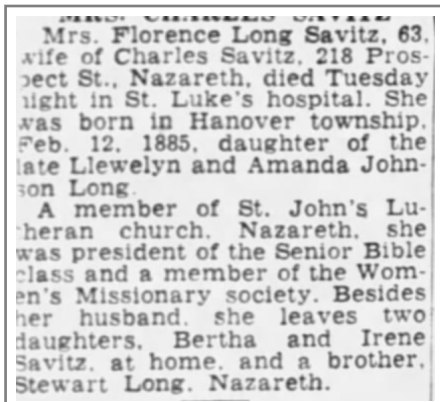 MRS. CHARLES SAVITZ
Mrs. Florence Long Savitz, 63,
wife of Charles Savitz, 218 Pros-
pect St., Nazareth, died Tuesday
night in St. Luke's hospital. She
was born in Hanover township,
Feb. 12, 1885, daughter of the
late Llewelyn and Amanda John-
son Long.
A member of St. John's Lu-
theran church, Nazareth, she
was president of the Senior Bible
class and a member of the Wom-
en's Missionary society. Besides
her husband, she leaves two
daughters, Bertha and Irene
Savitz, at home, and a brother,
Stewart Long, Nazareth.